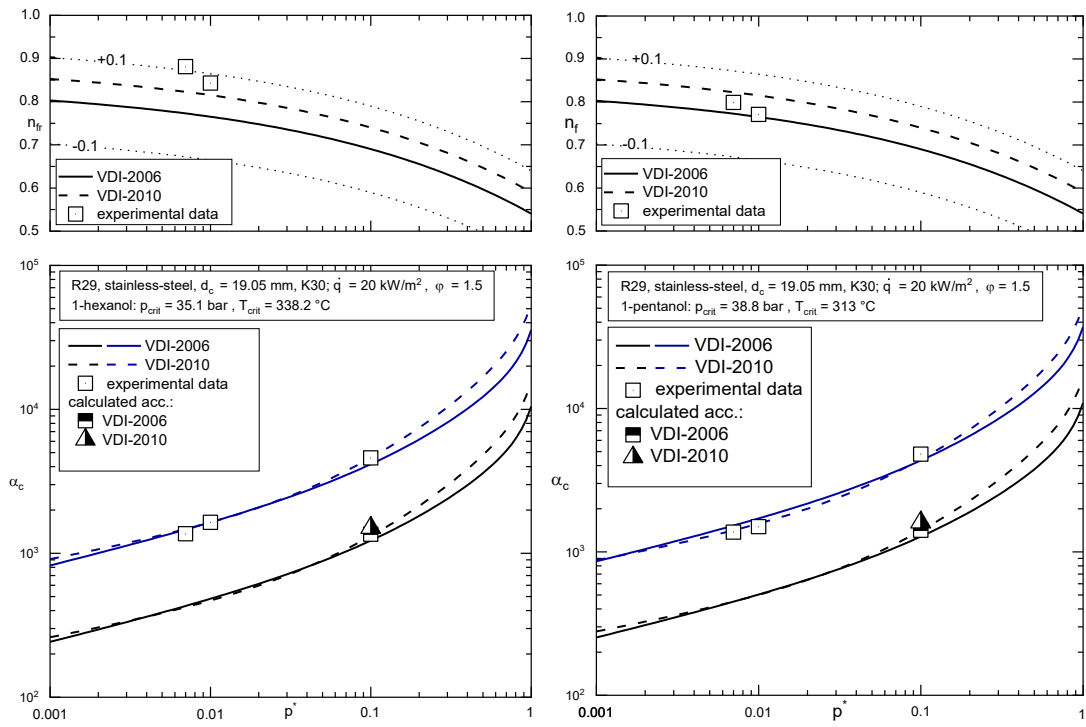 1.0
0.9
0.8
n_fr
0.7
0.6
0.5
+0.1
-0.1
VDI-2006
VDI-2010
experimental data
1.0
0.9
0.8
n_f
0.7
0.6
0.5
+0.1
-0.1
VDI-2006
VDI-2010
experimental data
10^5
10^4
α_c
10^3
10^2
R29, stainless-steel, d_c = 19.05 mm, K30; q̇ = 20 kW/m^2 , φ = 1.5
1-hexanol: p_crit = 35.1 bar , T_crit = 338.2 °C
VDI-2006
VDI-2010
experimental data
calculated acc.:
VDI-2006
VDI-2010
0.001 0.01 p^* 0.1 1
10^5
10^4
α_c
10^3
10^2
R29, stainless-steel, d_c = 19.05 mm, K30; q̇ = 20 kW/m^2 , φ = 1.5
1-pentanol: p_crit = 38.8 bar , T_crit = 313 °C
VDI-2006
VDI-2010
experimental data
calculated acc.:
VDI-2006
VDI-2010
0.001 0.01 p^* 0.1 1